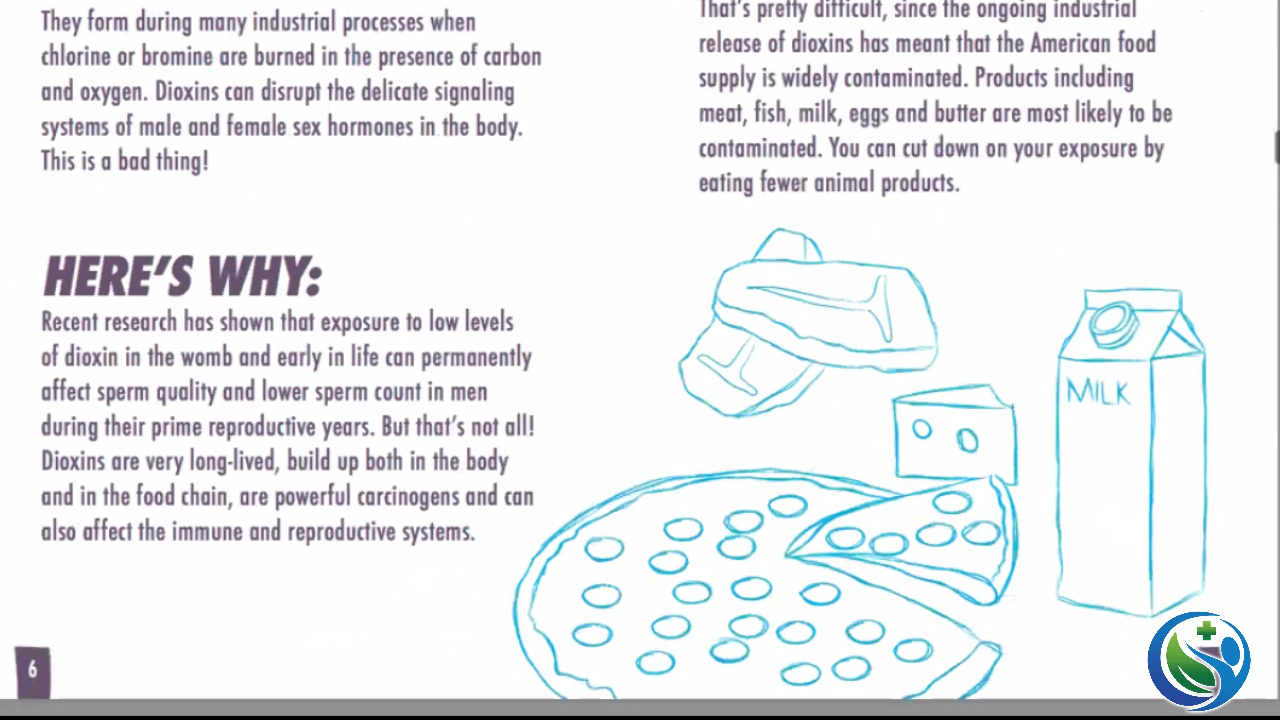 They form during many industrial processes when
chlorine or bromine are burned in the presence of carbon
and oxygen. Dioxins can disrupt the delicate signaling
systems of male and female sex hormones in the body.
This is a bad thing!
HERE'S WHY:
Recent research has shown that exposure to low levels
of dioxin in the womb and early in life can permanently
affect sperm quality and lower sperm count in men
during their prime reproductive years. But that's not all!
Dioxins are very long-lived, build up both in the body
and in the food chain, are powerful carcinogens and can
also affect the immune and reproductive systems.
6
That's pretty difficult, since the ongoing industrial
release of dioxins has meant that the American food
supply is widely contaminated. Products including
meat, fish, milk, eggs and butter are most likely to be
contaminated. You can cut down on your exposure by
eating fewer animal products.
MILK